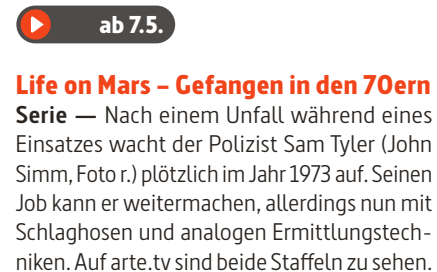 ab 7.5.
Life on Mars – Gefangen in den 70ern
Serie — Nach einem Unfall während eines
Einsatzes wacht der Polizist Sam Tyler (John
Simm, Foto r.) plötzlich im Jahr 1973 auf. Seinen
Job kann er weitermachen, allerdings nun mit
Schlaghosen und analogen Ermittlungstech-
niken. Auf arte.tv sind beide Staffeln zu sehen.